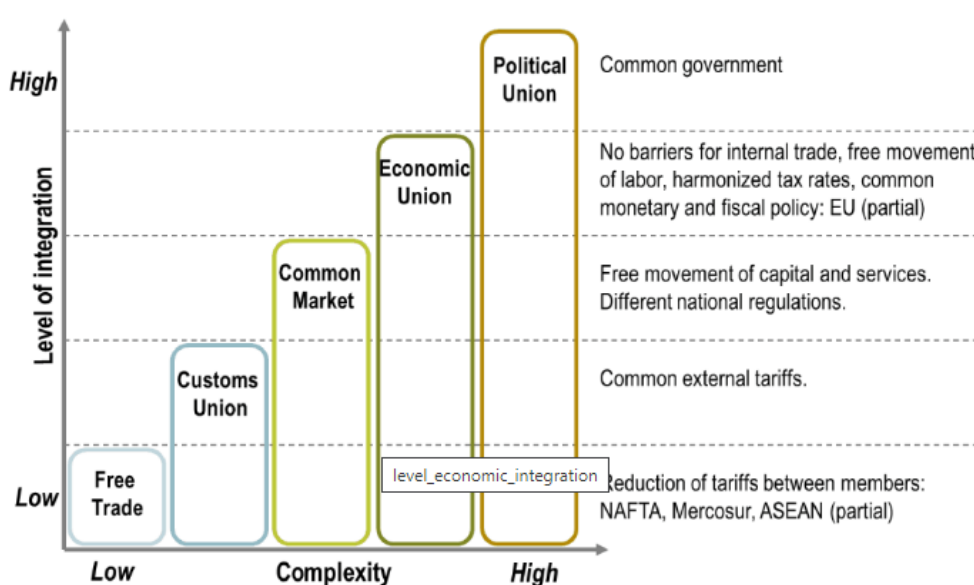 High
Political
Union
Common government
Economic
Union
No barriers for internal trade, free movement
of labor, harmonized tax rates, common
monetary and fiscal policy: EU (partial)
Level of integration
Common
Market
Free movement of capital and services.
Different national regulations.
Customs
Union
Common external tariffs.
level_economic_integration
Free
Trade
Low
Reduction of tariffs between members:
NAFTA, Mercosur, ASEAN (partial)
Low
Complexity
High